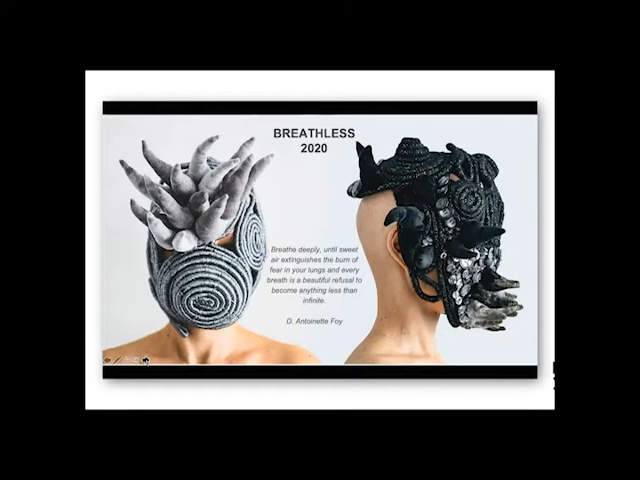 BREATHLESS
2020
Breathe deeply, until sweet
air extinguishes the burn of
fear in your lungs and every
breath is a beautiful refusal to
become anything less than
infinite.
D. Antoinette Foy